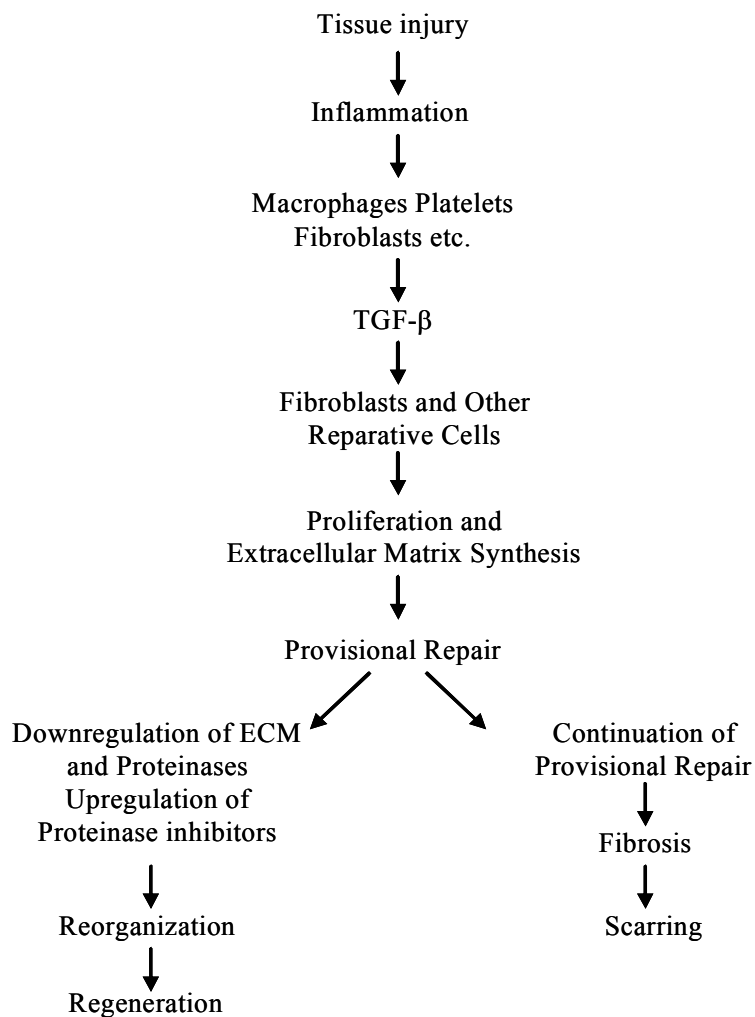 Tissue injury
Inflammation
Macrophages Platelets
Fibroblasts etc.
TGF-β
Fibroblasts and Other
Reparative Cells
Proliferation and
Extracellular Matrix Synthesis
Provisional Repair
Downregulation of ECM
and Proteinases
Upregulation of
Proteinase inhibitors
Reorganization
Regeneration
Continuation of
Provisional Repair
Fibrosis
Scarring